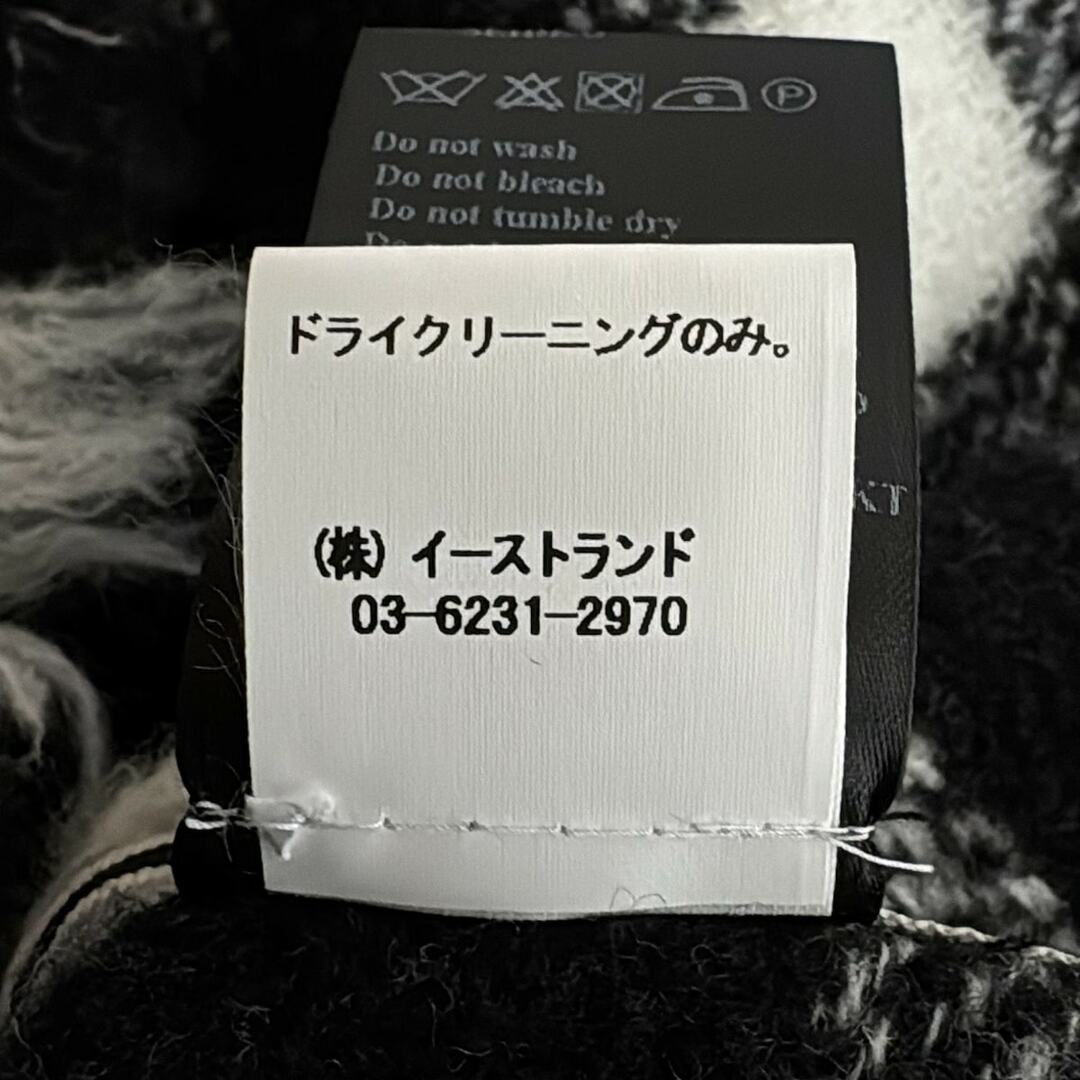 Ⓟ
Do not wash
Do not bleach
Do not tumble dry
ドライクリーニングのみ。
(株) イーストランド
03-6231-2970